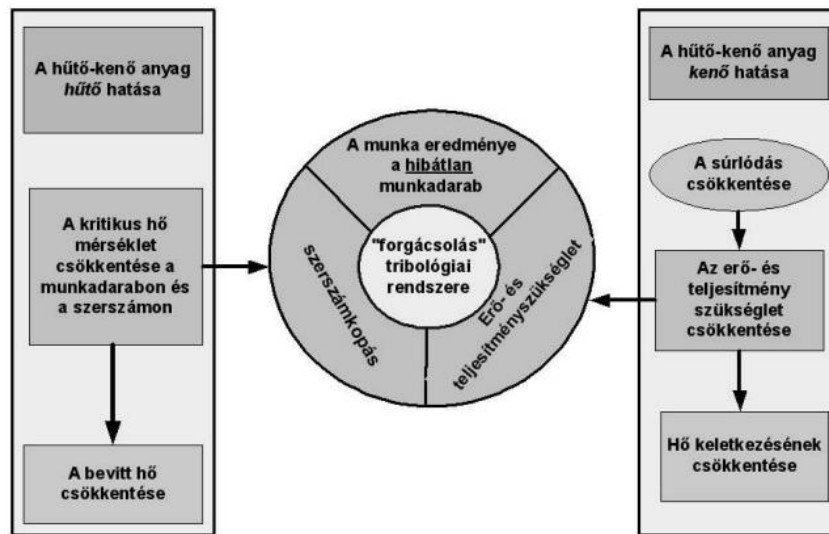 A hűtő-kenő anyag
hűtő hatása
A kritikus hő
mérséklet
csökkentése a
munkadarabon és
a szerszámon
A bevitt hő
csökkentése
A munka eredménye
a hibátlan
munkadarab
"forgácsolás"
tribológiai
rendszere
szerszámkopás
Erő- és
teljesítményszükséglet
A hűtő-kenő anyag
kenő hatása
A súrlódás
csökkentése
Az erő- és
teljesítmény
szükséglet
csökkentése
Hő keletkezésének
csökkentése